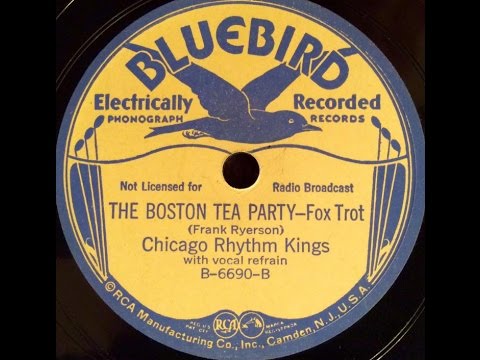 BLUEBIRD
Electrically Recorded
PHONOGRAPH RECORDS
Not Licensed for Radio Broadcast
THE BOSTON TEA PARTY–Fox Trot
(Frank Ryerson)
Chicago Rhythm Kings
with vocal refrain
B-6690-B
RCA
©RCA Manufacturing Co., Inc., Camden, N.J., U.S.A.